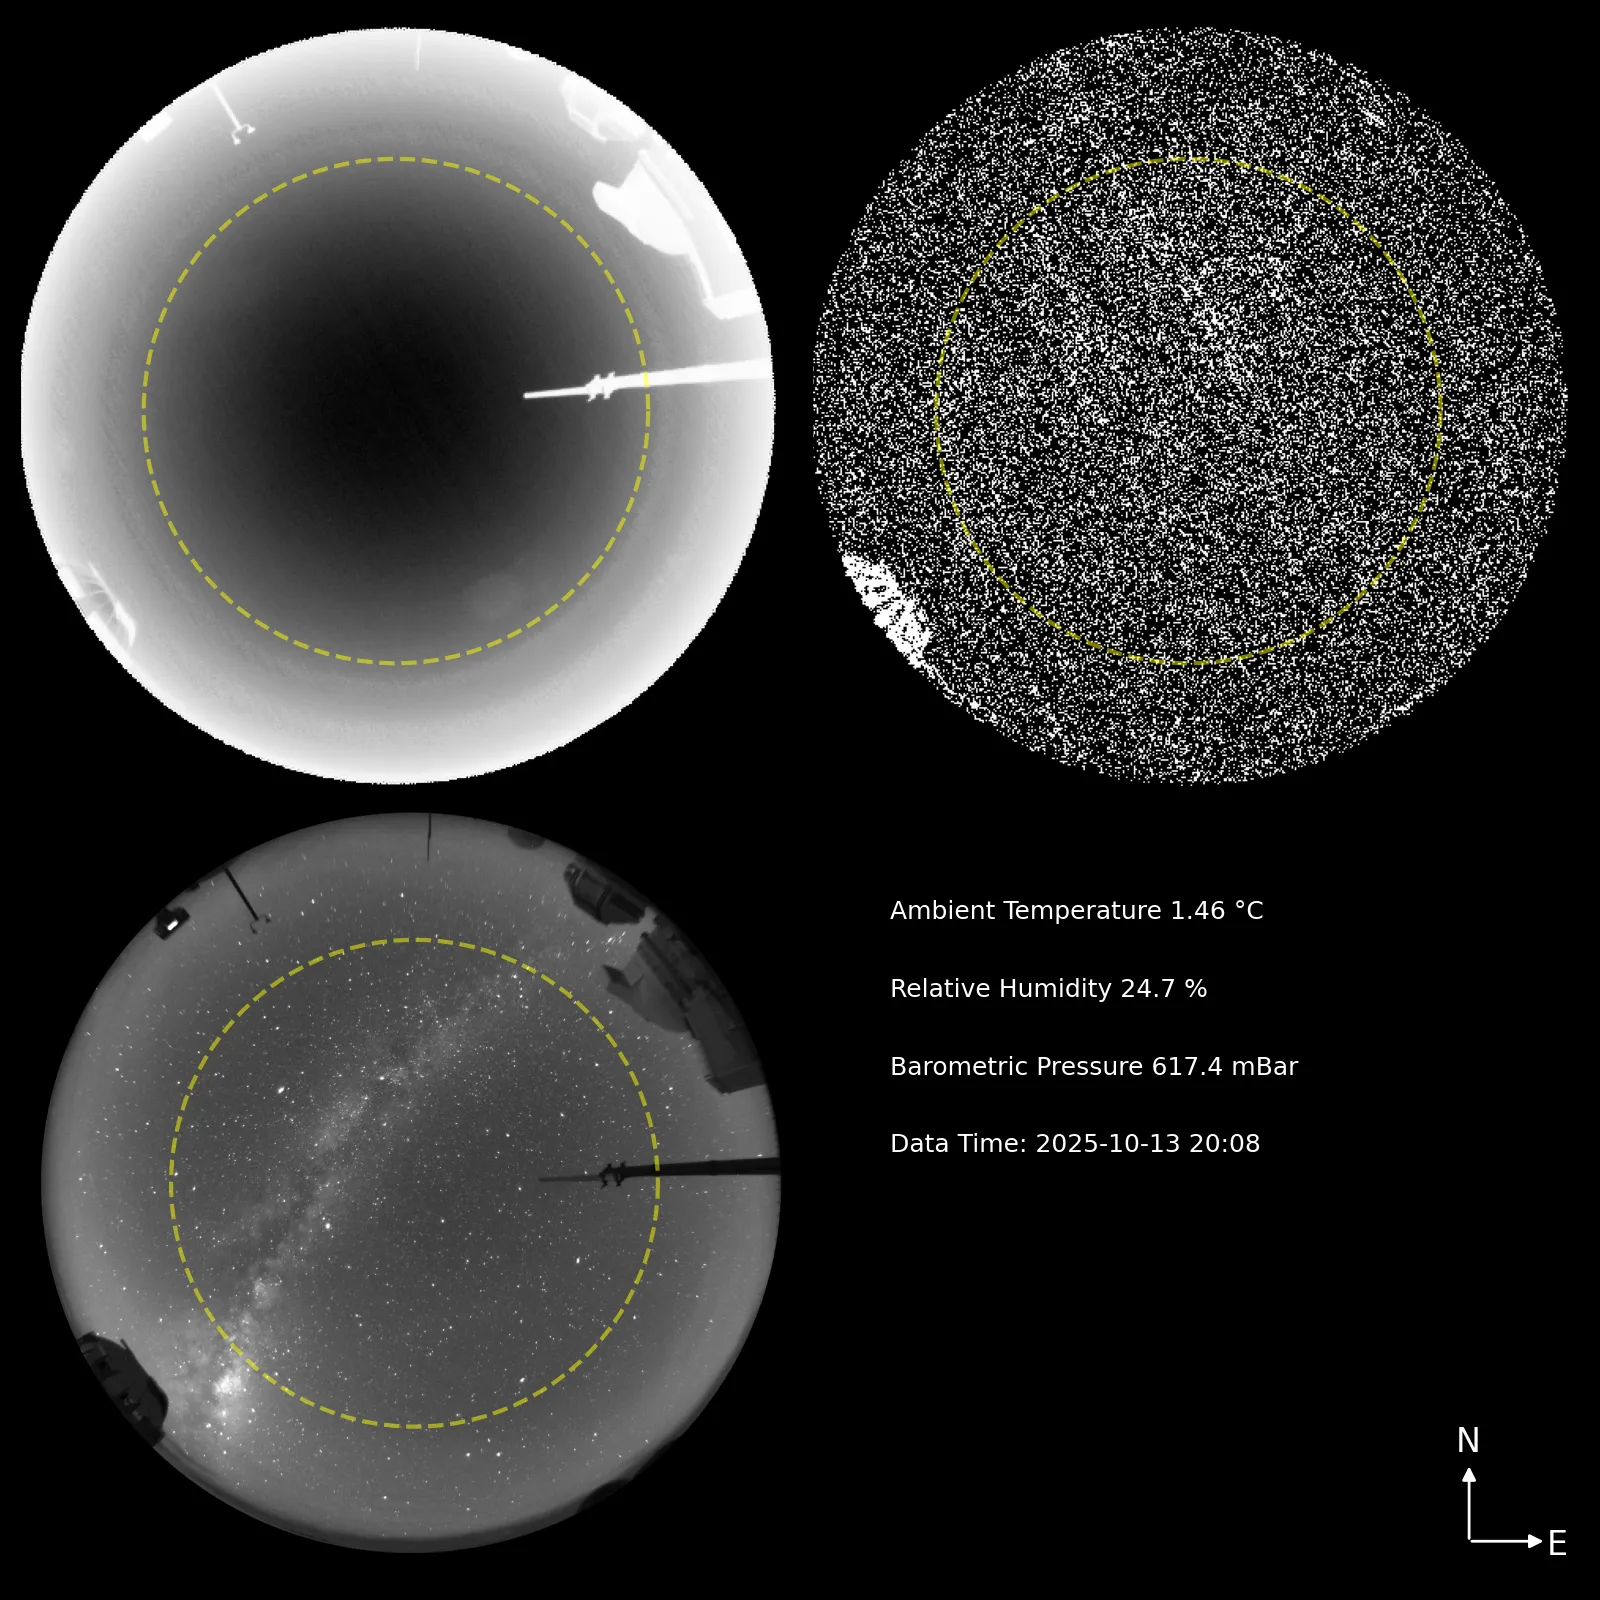 Ambient Temperature 1.46 °C
Relative Humidity 24.7 %
Barometric Pressure 617.4 mBar
Data Time: 2025-10-13 20:08
N
E